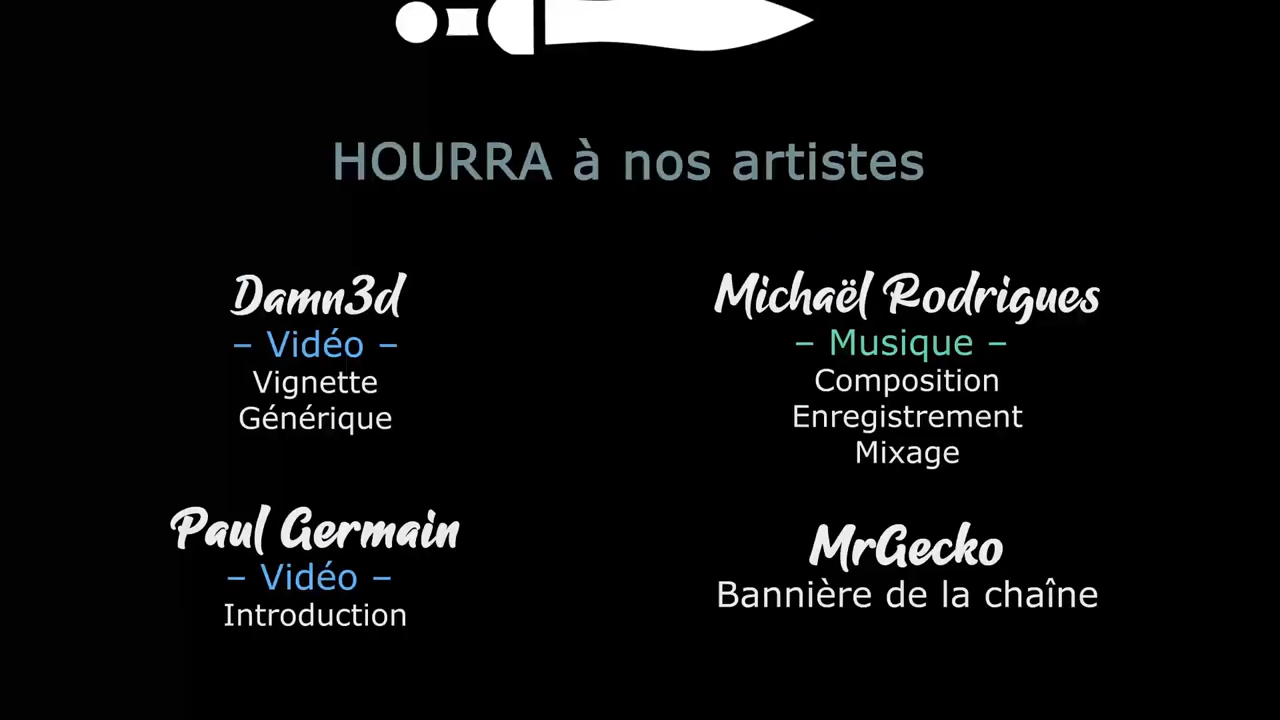 HOURRA à nos artistes
Damn3d
– Vidéo –
Vignette
Générique
Michaël Rodrigues
– Musique –
Composition
Enregistrement
Mixage
Paul Germain
– Vidéo –
Introduction
MrGecko
Bannière de la chaîne